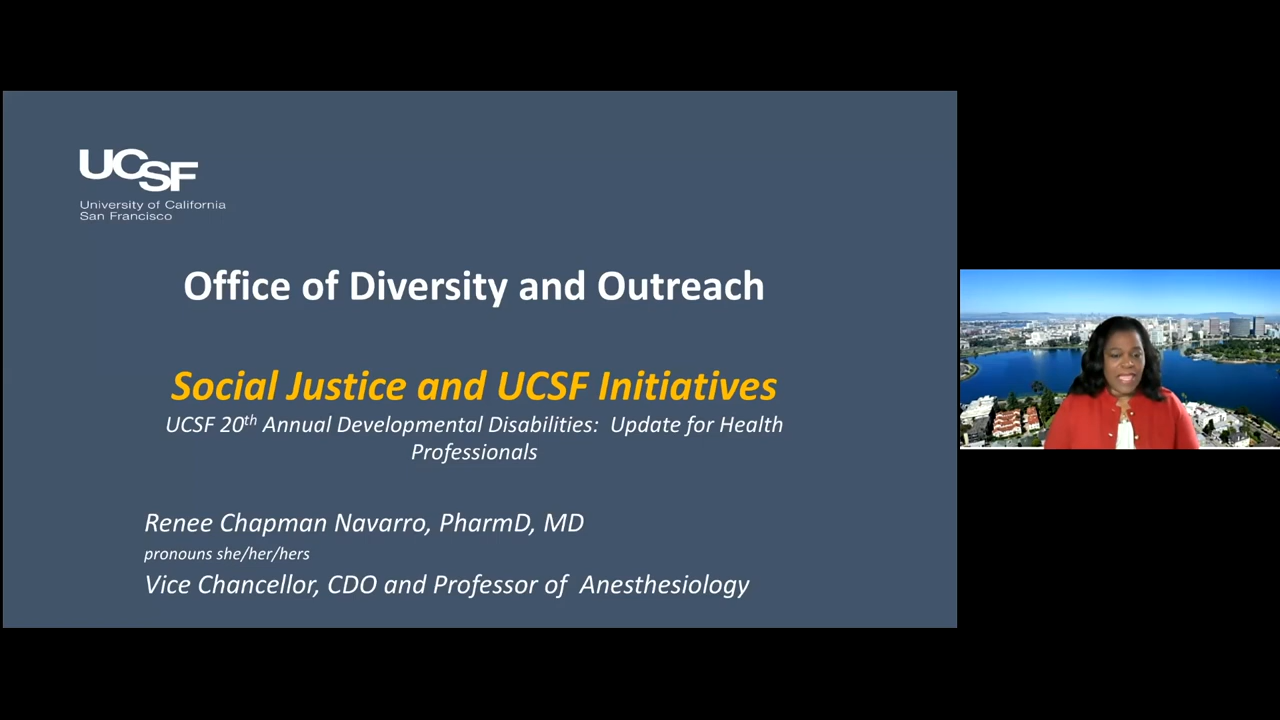 UCSF
University of California
San Francisco
Office of Diversity and Outreach
Social Justice and UCSF Initiatives
UCSF 20th Annual Developmental Disabilities:  Update for Health
Professionals
Renee Chapman Navarro, PharmD, MD
pronouns she/her/hers
Vice Chancellor, CDO and Professor of  Anesthesiology